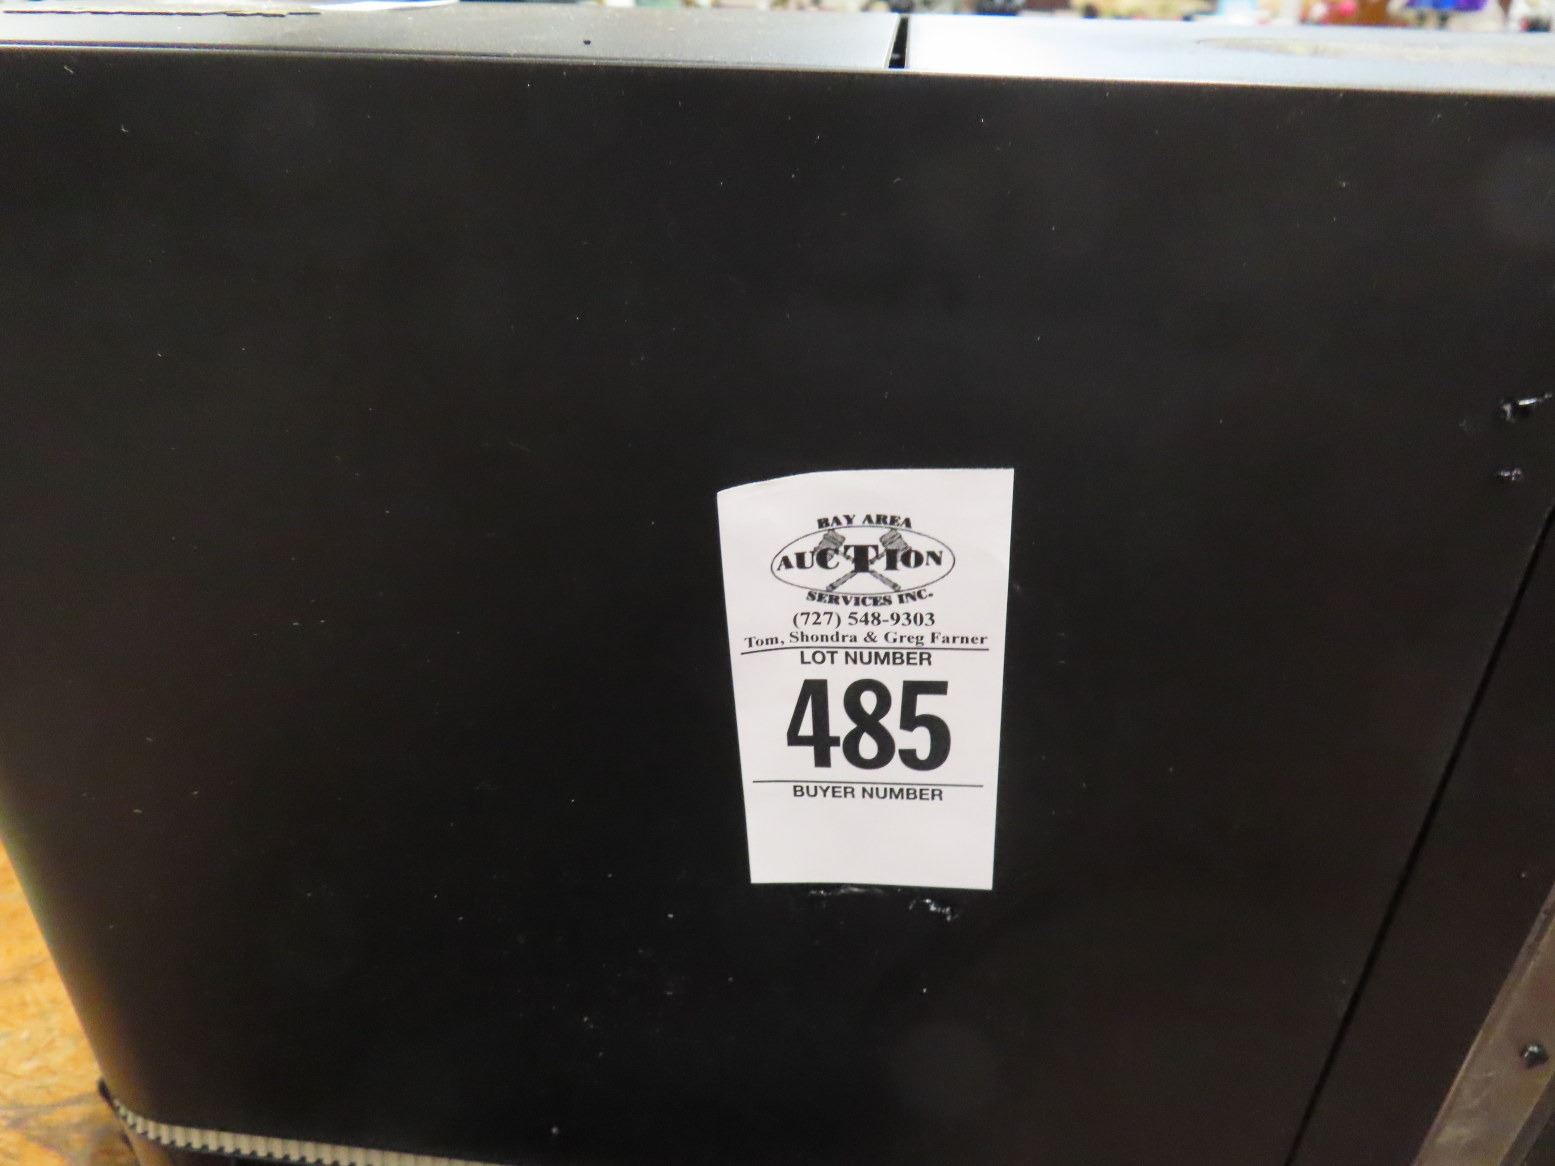 BAY AREA
AUCTION
SERVICES INC.
(727) 548-9303
Tom, Shondra & Greg Farner
LOT NUMBER
485
BUYER NUMBER